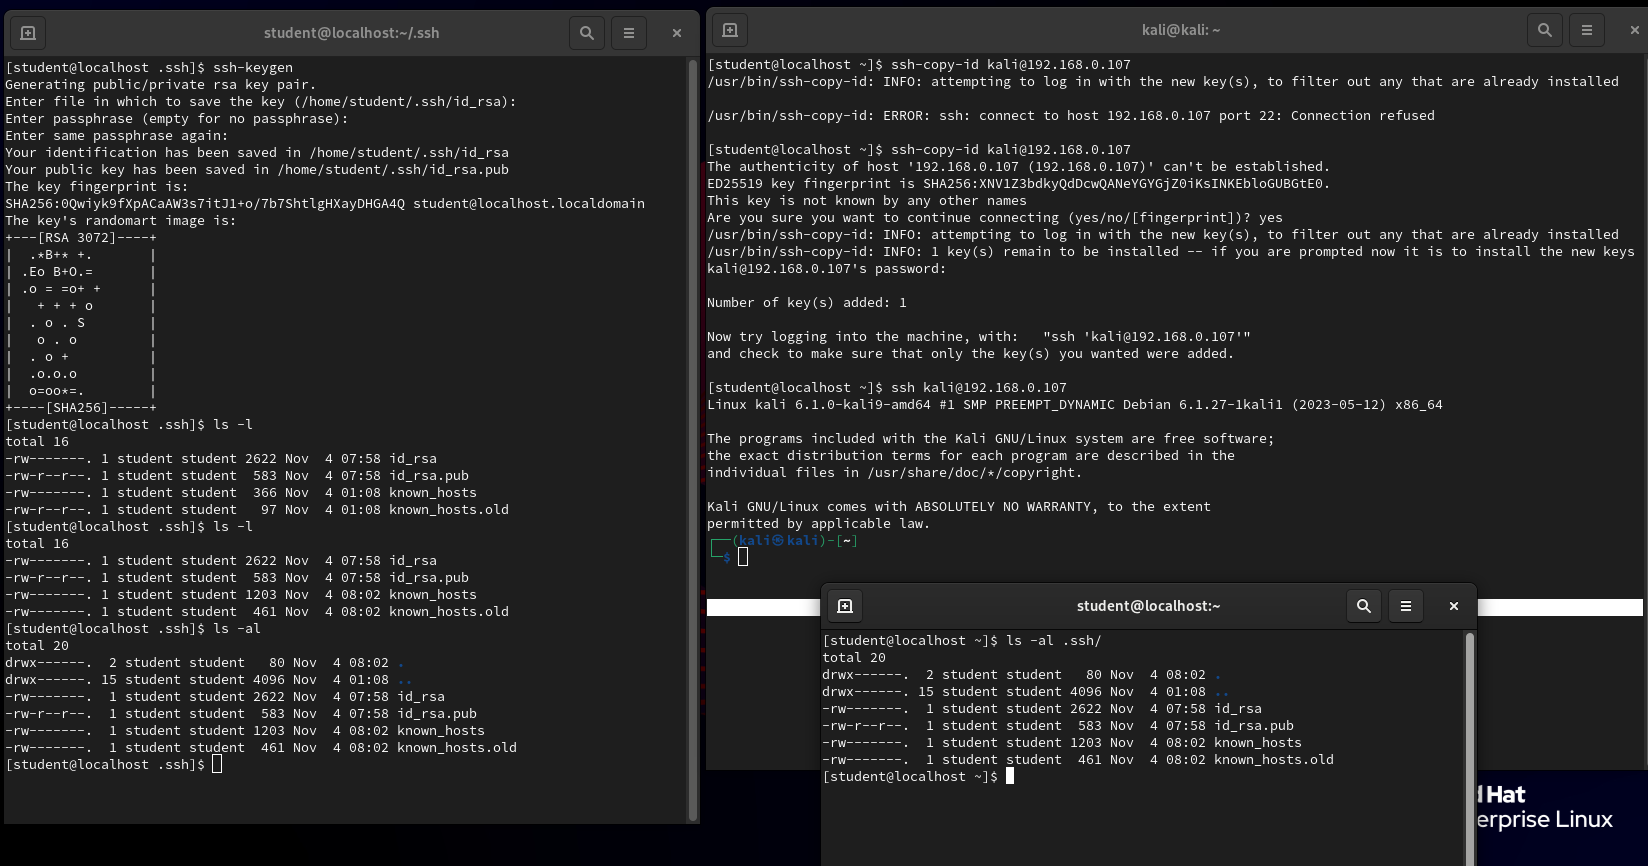 student@localhost:~/.ssh
[student@localhost .ssh]$ ssh-keygen
Generating public/private rsa key pair.
Enter file in which to save the key (/home/student/.ssh/id_rsa):
Enter passphrase (empty for no passphrase):
Enter same passphrase again:
Your identification has been saved in /home/student/.ssh/id_rsa
Your public key has been saved in /home/student/.ssh/id_rsa.pub
The key fingerprint is:
SHA256:0Qwiyk9fXpACaAW3s7itJ1+o/7b7ShtlgHXayDHGA4Q student@localhost.localdomain
The key's randomart image is:
+---[RSA 3072]----+
|  .*B+* +.       |
| .Eo B+O.=       |
| .o = =o+ +      |
|   + + + o       |
|  . o . S        |
|   o . o         |
|  . o +          |
|  .o.o.o         |
|  o=oo*=.        |
+----[SHA256]-----+
[student@localhost .ssh]$ ls -l
total 16
-rw-------. 1 student student 2622 Nov  4 07:58 id_rsa
-rw-r--r--. 1 student student  583 Nov  4 07:58 id_rsa.pub
-rw-------. 1 student student  366 Nov  4 01:08 known_hosts
-rw-r--r--. 1 student student   97 Nov  4 01:08 known_hosts.old
[student@localhost .ssh]$ ls -l
total 16
-rw-------. 1 student student 2622 Nov  4 07:58 id_rsa
-rw-r--r--. 1 student student  583 Nov  4 07:58 id_rsa.pub
-rw-------. 1 student student 1203 Nov  4 08:02 known_hosts
-rw-------. 1 student student  461 Nov  4 08:02 known_hosts.old
[student@localhost .ssh]$ ls -al
total 20
drwx------.  2 student student   80 Nov  4 08:02 .
drwx------. 15 student student 4096 Nov  4 01:08 ..
-rw-------.  1 student student 2622 Nov  4 07:58 id_rsa
-rw-r--r--.  1 student student  583 Nov  4 07:58 id_rsa.pub
-rw-------.  1 student student 1203 Nov  4 08:02 known_hosts
-rw-------.  1 student student  461 Nov  4 08:02 known_hosts.old
[student@localhost .ssh]$
kali@kali: ~
[student@localhost ~]$ ssh-copy-id kali@192.168.0.107
/usr/bin/ssh-copy-id: INFO: attempting to log in with the new key(s), to filter out any that are already installed
/usr/bin/ssh-copy-id: ERROR: ssh: connect to host 192.168.0.107 port 22: Connection refused
[student@localhost ~]$ ssh-copy-id kali@192.168.0.107
The authenticity of host '192.168.0.107 (192.168.0.107)' can't be established.
ED25519 key fingerprint is SHA256:XNV1Z3bdkyQdDcwQANeYGYGjZ0iKsINKEbloGUBGtE0.
This key is not known by any other names
Are you sure you want to continue connecting (yes/no/[fingerprint])? yes
/usr/bin/ssh-copy-id: INFO: attempting to log in with the new key(s), to filter out any that are already installed
/usr/bin/ssh-copy-id: INFO: 1 key(s) remain to be installed -- if you are prompted now it is to install the new keys
kali@192.168.0.107's password:
Number of key(s) added: 1
Now try logging into the machine, with:   "ssh 'kali@192.168.0.107'"
and check to make sure that only the key(s) you wanted were added.
[student@localhost ~]$ ssh kali@192.168.0.107
Linux kali 6.1.0-kali9-amd64 #1 SMP PREEMPT_DYNAMIC Debian 6.1.27-1kali1 (2023-05-12) x86_64
The programs included with the Kali GNU/Linux system are free software;
the exact distribution terms for each program are described in the
individual files in /usr/share/doc/*/copyright.
Kali GNU/Linux comes with ABSOLUTELY NO WARRANTY, to the extent
permitted by applicable law.
┌──(kali㉿kali)-[~]
└─$
student@localhost:~
[student@localhost ~]$ ls -al .ssh/
total 20
drwx------.  2 student student   80 Nov  4 08:02 .
drwx------. 15 student student 4096 Nov  4 01:08 ..
-rw-------.  1 student student 2622 Nov  4 07:58 id_rsa
-rw-r--r--.  1 student student  583 Nov  4 07:58 id_rsa.pub
-rw-------.  1 student student 1203 Nov  4 08:02 known_hosts
-rw-------.  1 student student  461 Nov  4 08:02 known_hosts.old
[student@localhost ~]$
d Hat
erprise Linux